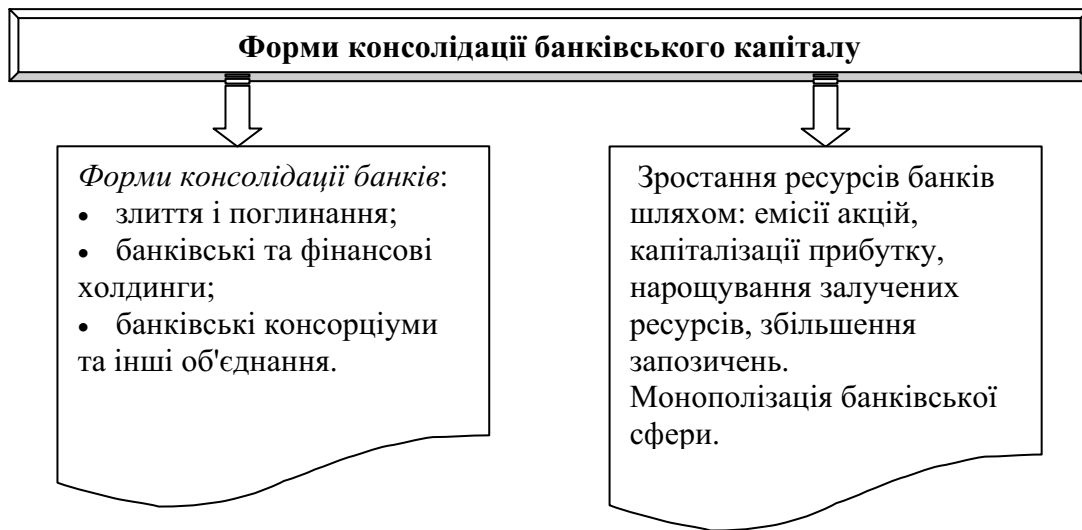 Форми консолідації банківського капіталу
Форми консолідації банків:
• злиття і поглинання;
• банківські та фінансові
холдинги;
• банківські консорціуми
та інші об'єднання.
Зростання ресурсів банків
шляхом: емісії акцій,
капіталізації прибутку,
нарощування залучених
ресурсів, збільшення
запозичень.
Монополізація банківської
сфери.